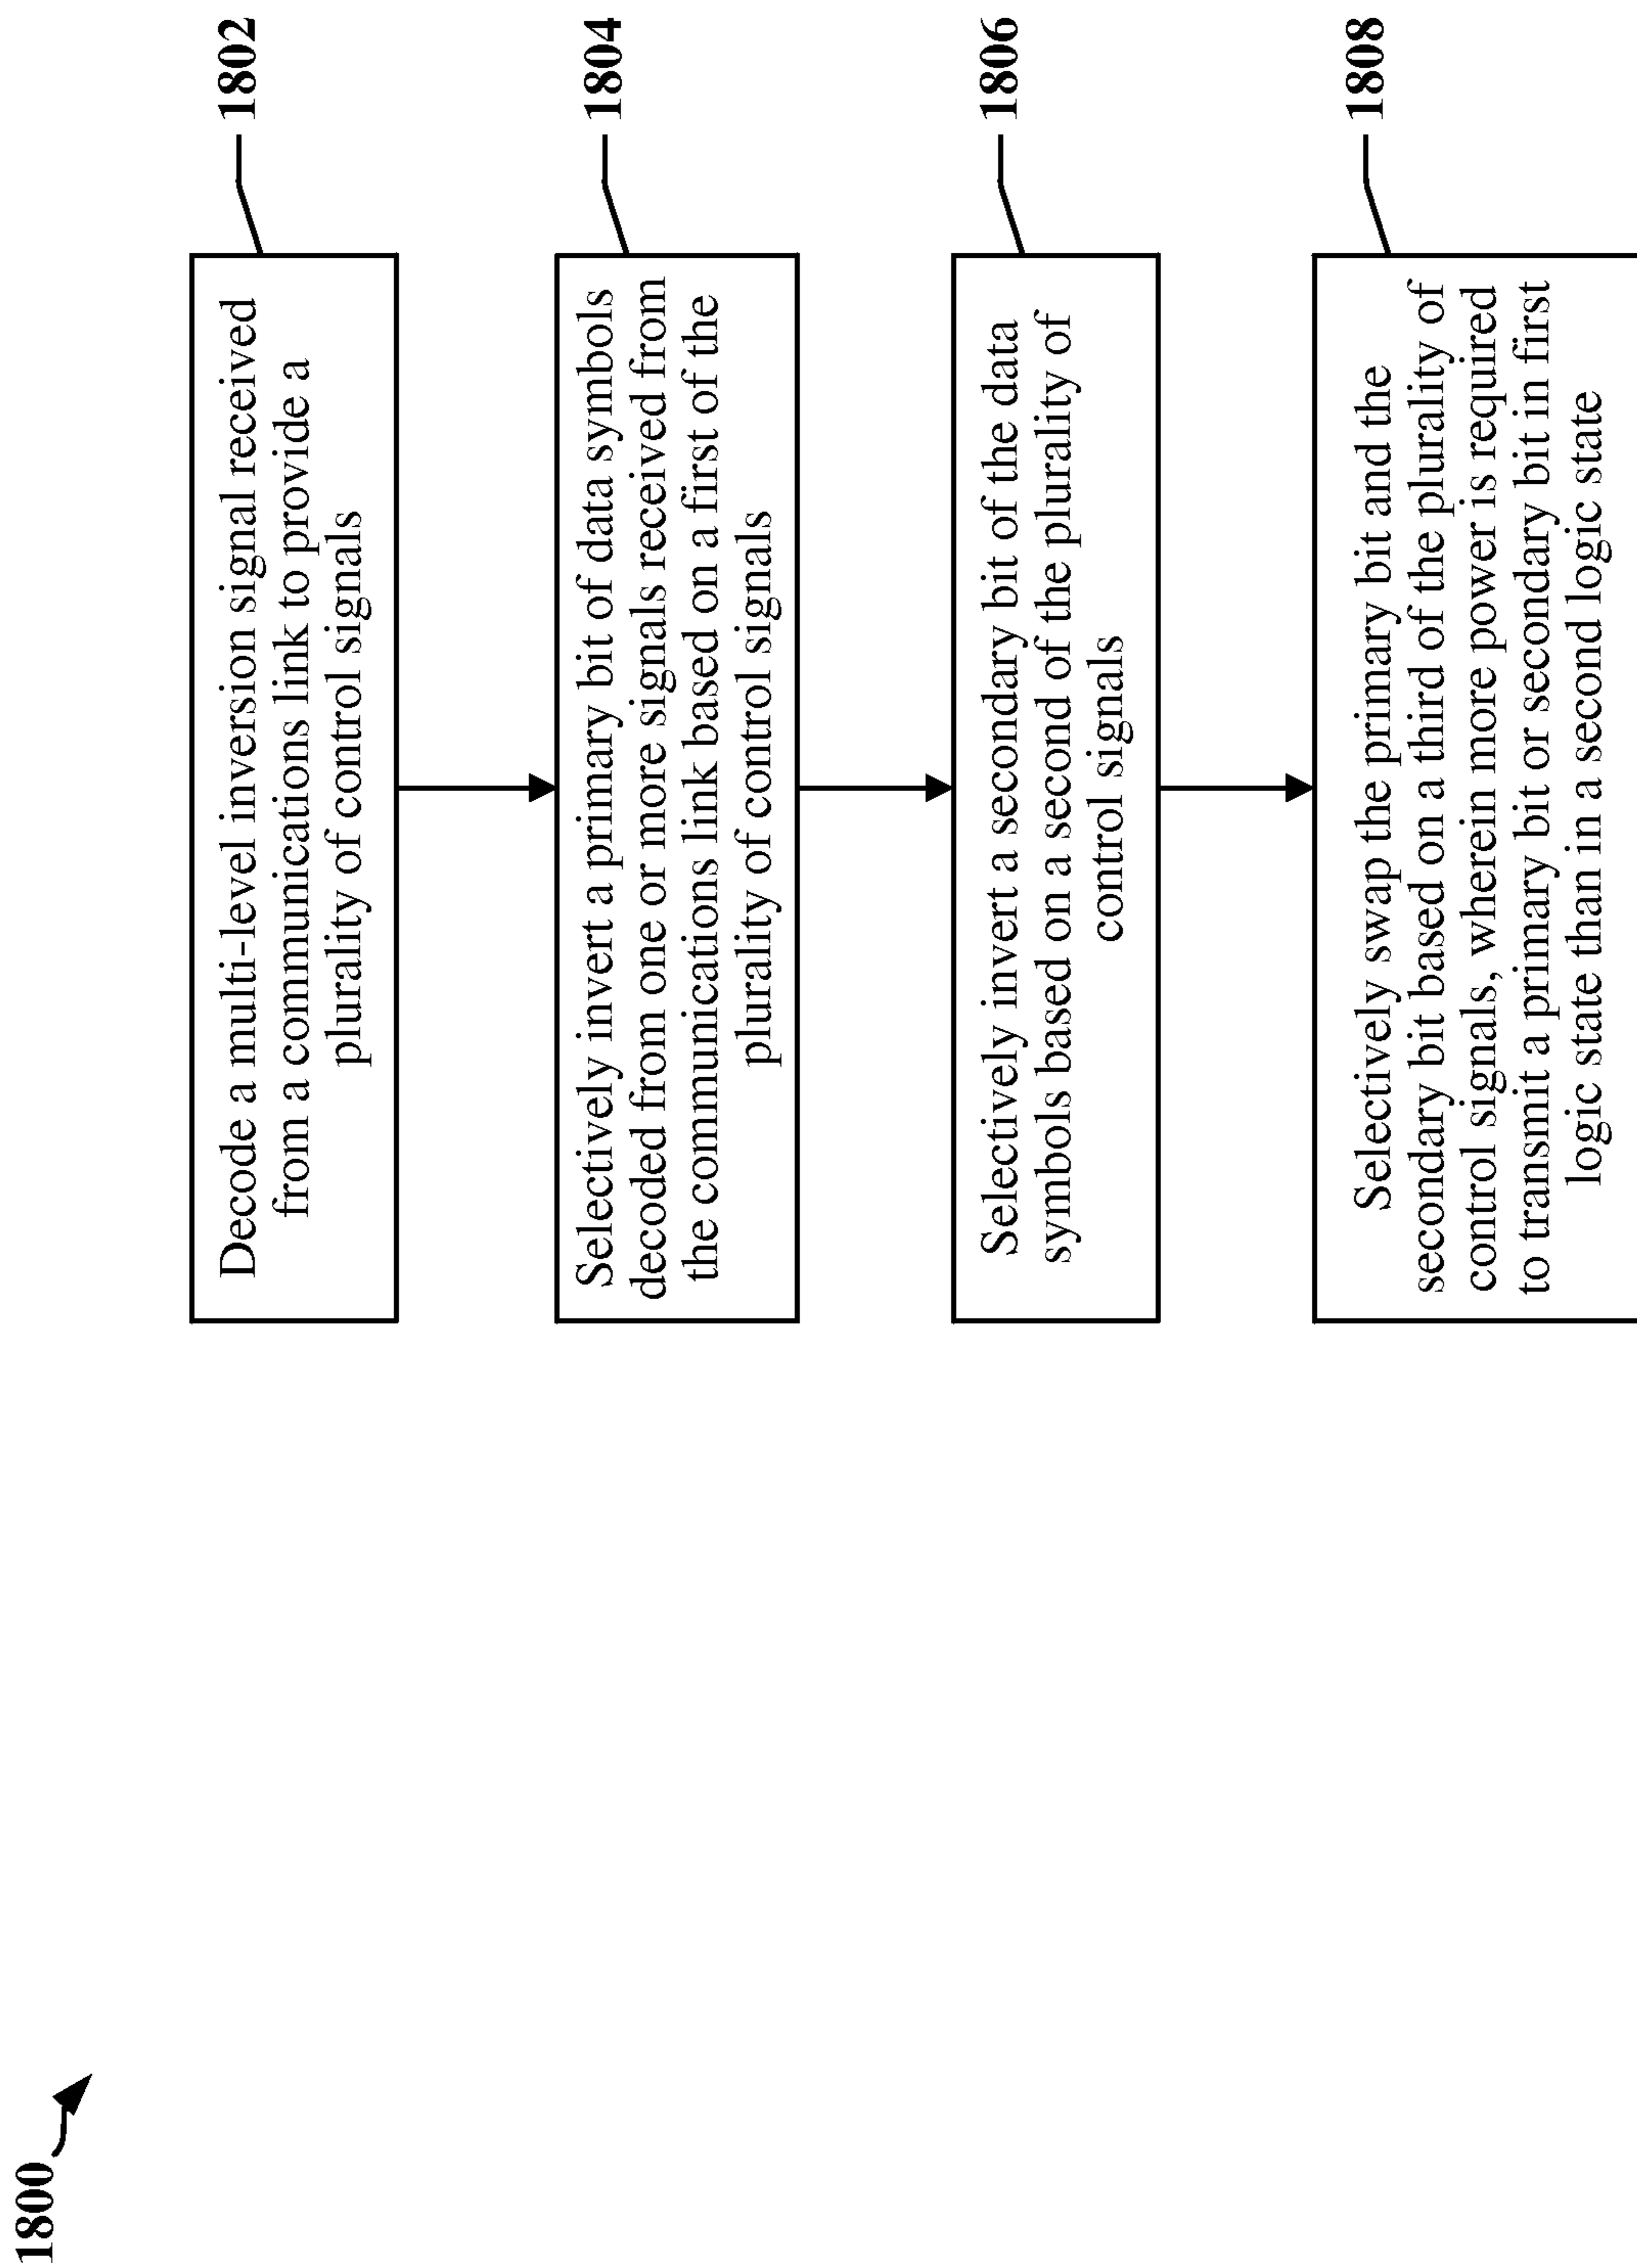 1800
Decode a multi-level inversion signal received
from a communications link to provide a
plurality of control signals
1802
Selectively invert a primary bit of data symbols
decoded from one or more signals received from
the communications link based on a first of the
plurality of control signals
1804
Selectively invert a secondary bit of the data
symbols based on a second of the plurality of
control signals
1806
Selectively swap the primary bit and the
secondary bit based on a third of the plurality of
control signals, wherein more power is required
to transmit a primary bit or secondary bit in first
logic state than in a second logic state
1808